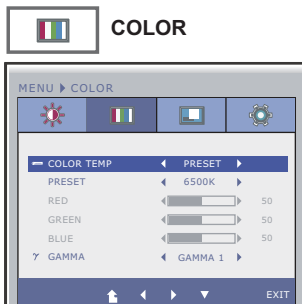 COLOR
MENU ▶ COLOR
COLOR TEMP ◀ PRESET ▶
PRESET ◀ 6500K ▶
RED 50
GREEN 50
BLUE 50
γ GAMMA ◀ GAMMA 1 ▶
EXIT